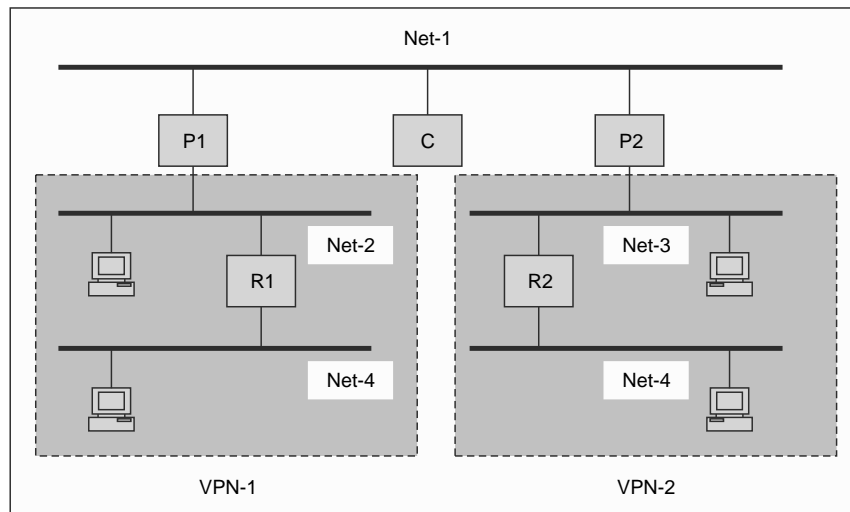 Net-1
P1 C P2
Net-2 Net-3
R1 R2
Net-4 Net-4
VPN-1 VPN-2